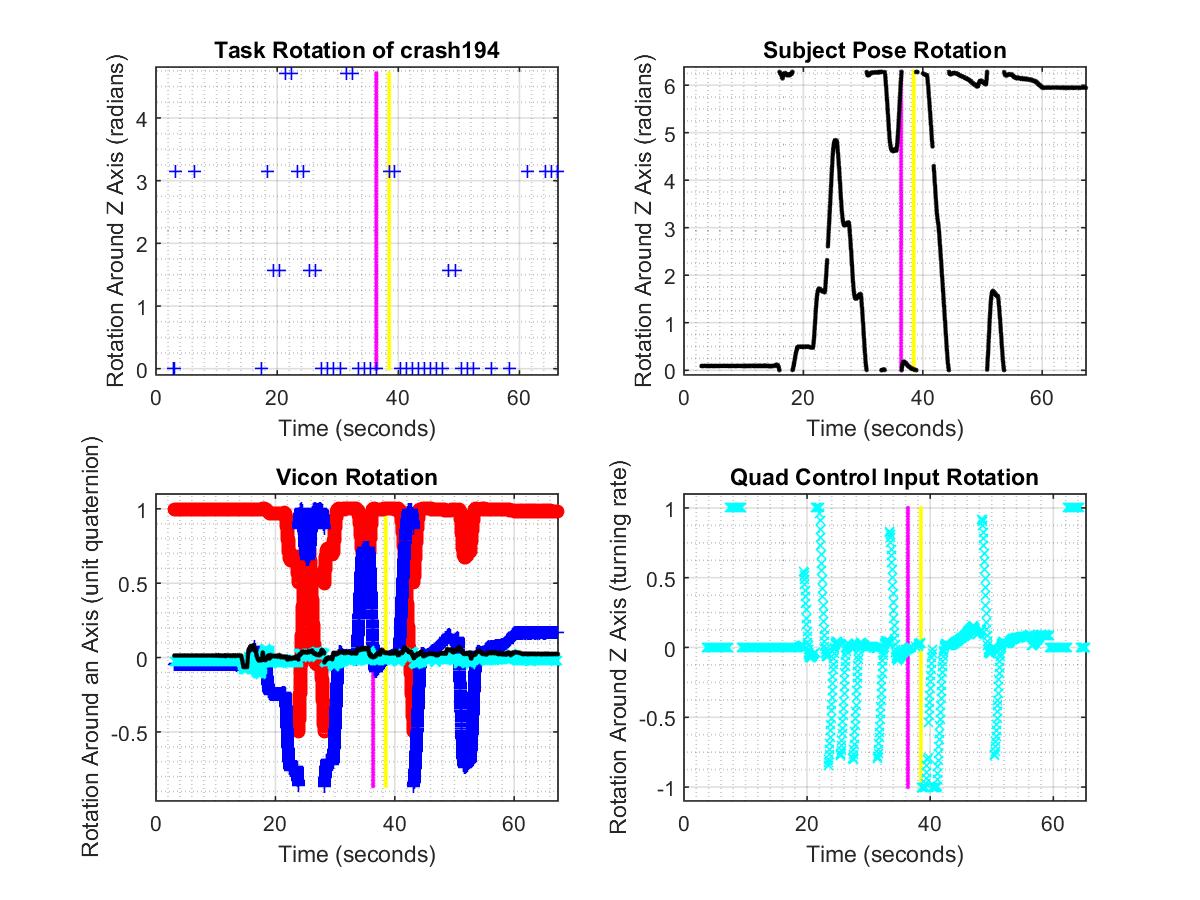 Task Rotation of crash194
Rotation Around Z Axis (radians)
4
3
2
1
0
0 20 40 60
Time (seconds)
Subject Pose Rotation
Rotation Around Z Axis (radians)
6
5
4
3
2
1
0
0 20 40 60
Time (seconds)
Vicon Rotation
Rotation Around an Axis (unit quaternion)
1
0.5
0
-0.5
0 20 40 60
Time (seconds)
Quad Control Input Rotation
Rotation Around Z Axis (turning rate)
1
0.5
0
-0.5
-1
0 20 40 60
Time (seconds)